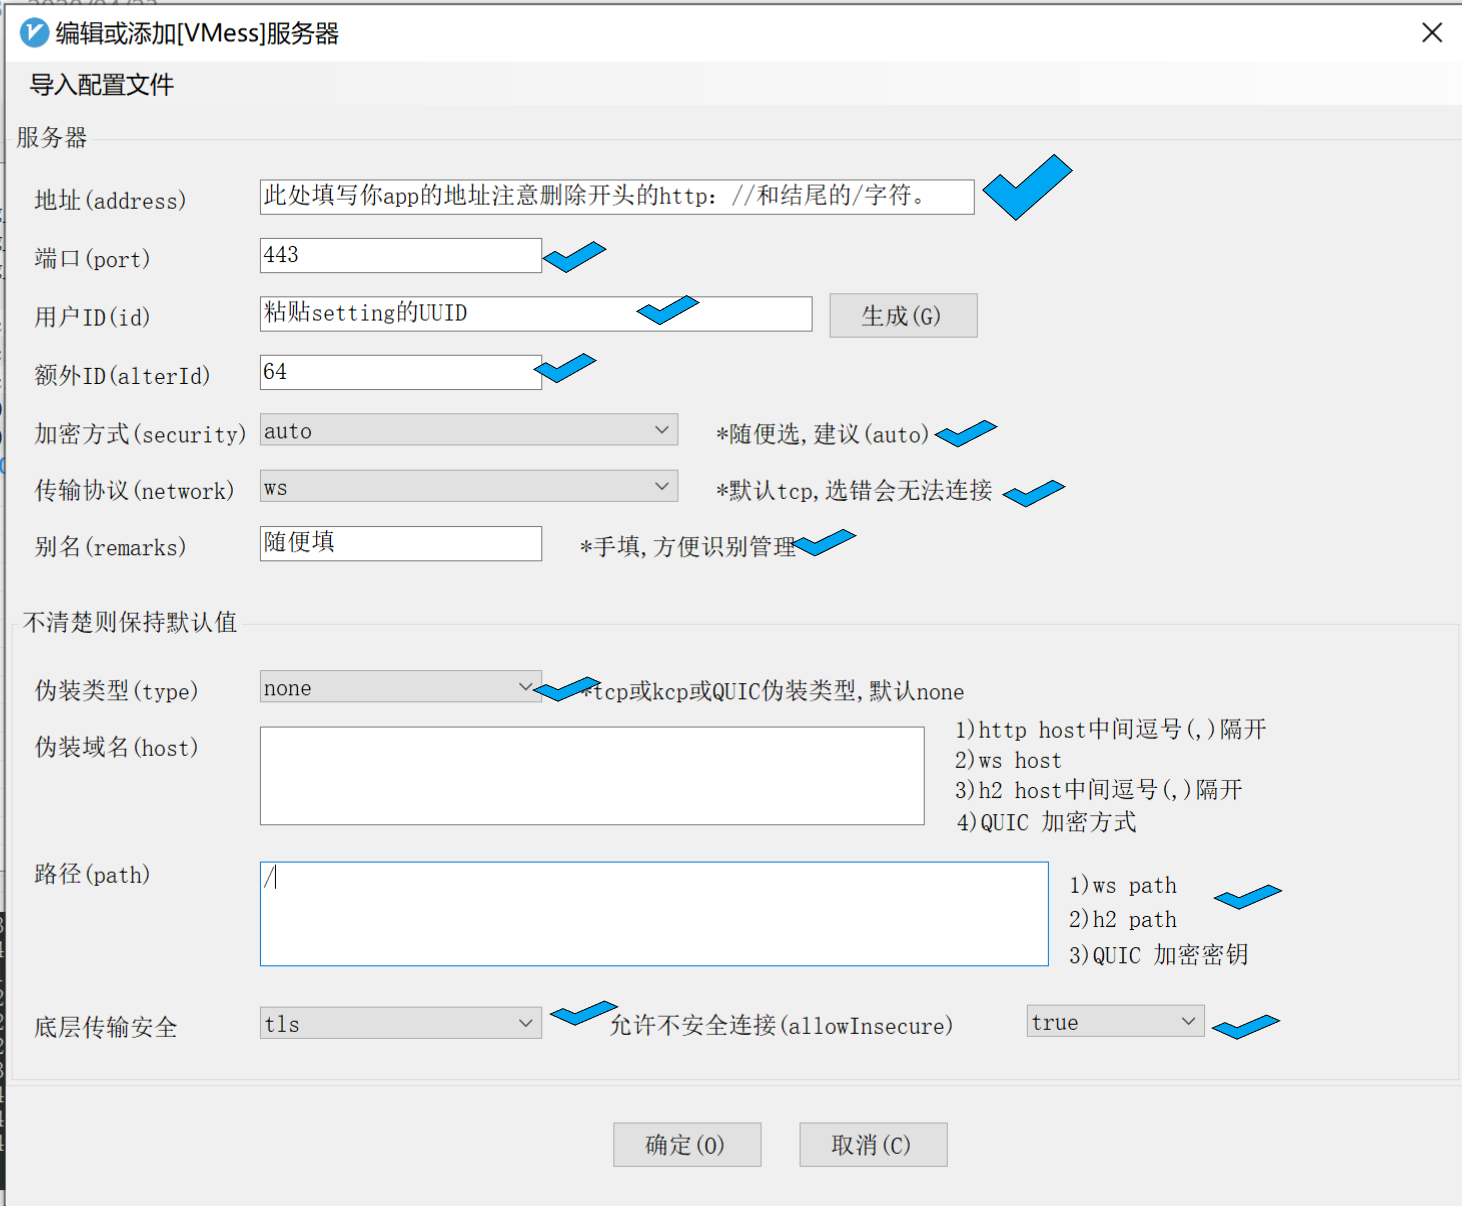 编辑或添加[VMess]服务器
导入配置文件
服务器
地址(address) 此处填写你app的地址注意删除开头的http：//和结尾的/字符。
端口(port) 443
用户ID(id) 粘贴setting的UUID 生成(G)
额外ID(alterId) 64
加密方式(security) auto *随便选,建议(auto)
传输协议(network) ws *默认tcp,选错会无法连接
别名(remarks) 随便填 *手填,方便识别管理
不清楚则保持默认值
伪装类型(type) none *tcp或kcp或QUIC伪装类型,默认none
伪装域名(host)
1)http host中间逗号(,)隔开
2)ws host
3)h2 host中间逗号(,)隔开
4)QUIC 加密方式
路径(path) /
1)ws path
2)h2 path
3)QUIC 加密密钥
底层传输安全 tls 允许不安全连接(allowInsecure) true
确定(O) 取消(C)